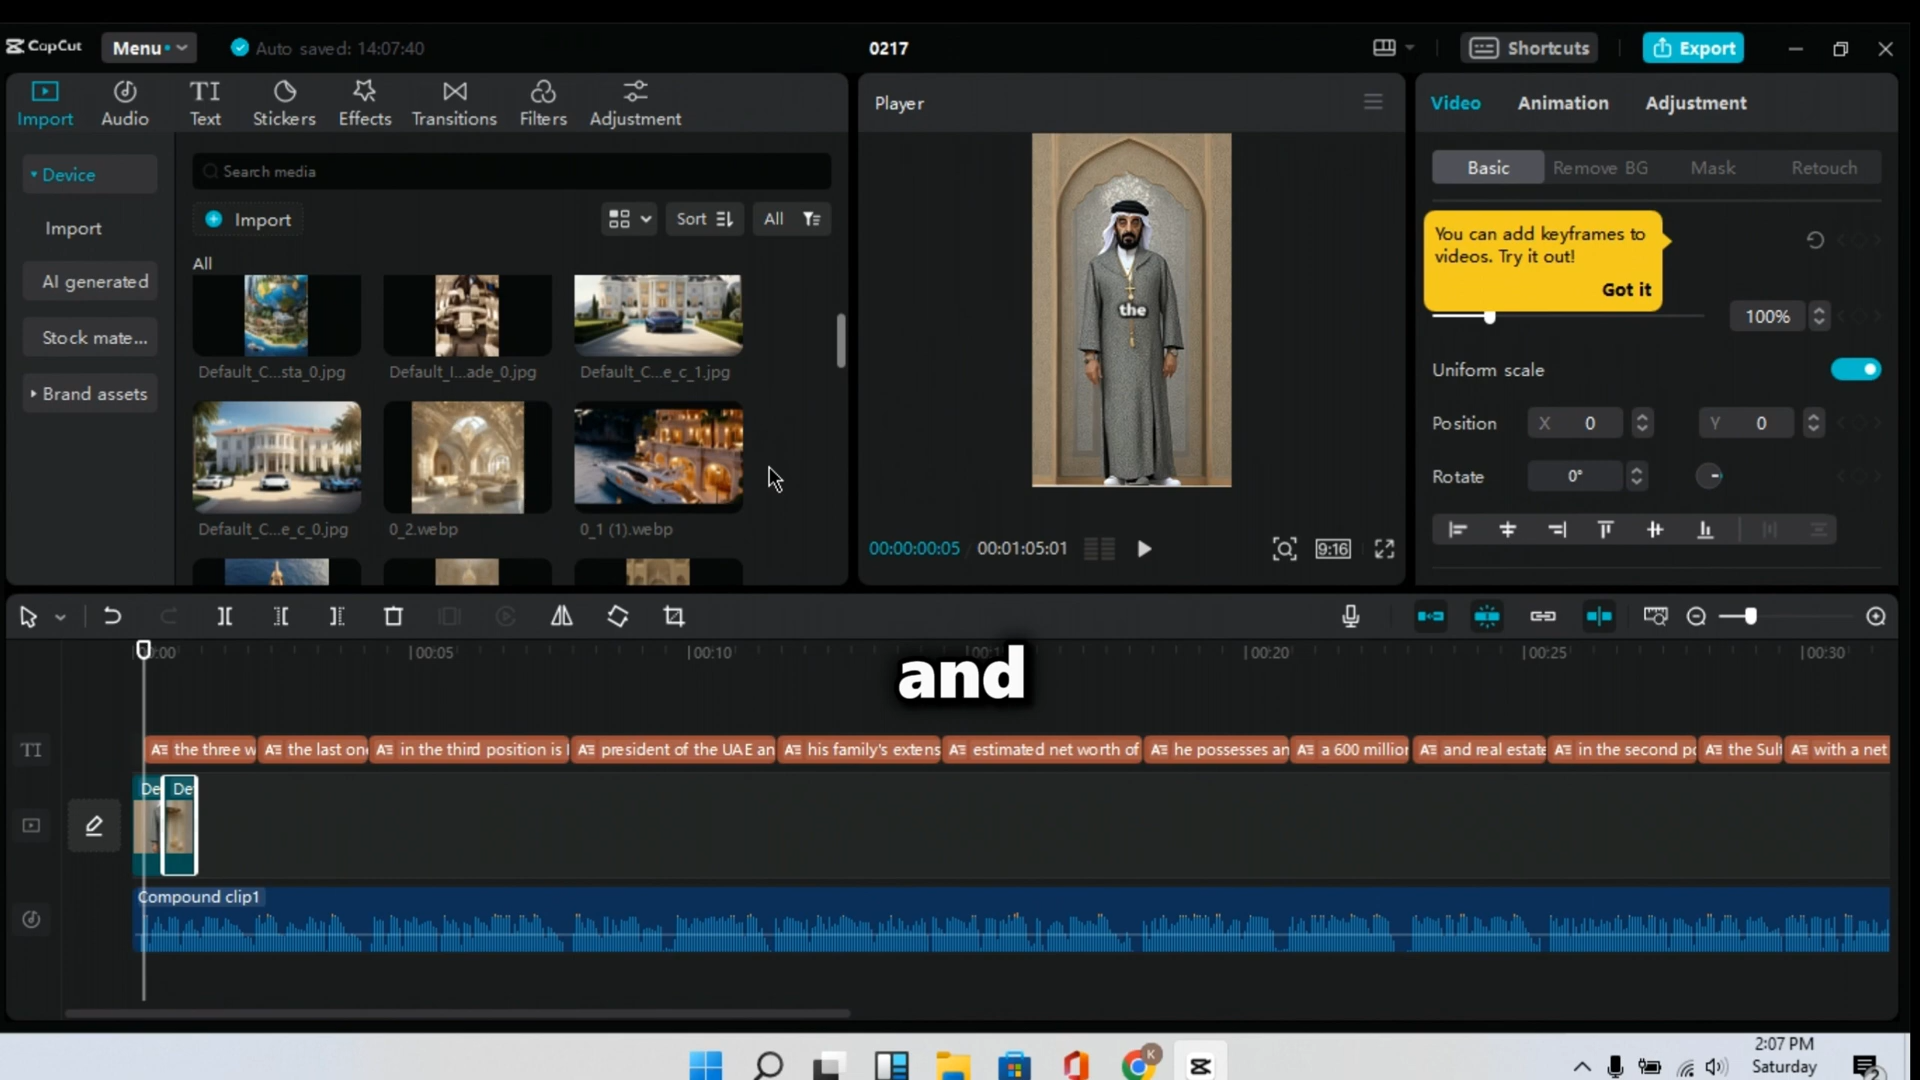 CapCut
Menu
Auto saved: 14:07:40
0217
Shortcuts
Export
Import
Audio
TI
Text
Stickers
Effects
Transitions
Filters
Adjustment
Player
Video
Animation
Adjustment
Device
Import
AI generated
Stock mate...
Brand assets
Search media
Import
Sort
All
All
Default_C...sta_0.jpg
Default_I...ade_0.jpg
Default_C...e_c_1.jpg
Default_C...e_c_0.jpg
0_2.webp
0_1 (1).webp
the
00:00:00:05
00:01:05:01
9:16
Basic
Remove BG
Mask
Retouch
You can add keyframes to
videos. Try it out!
Got it
100%
Uniform scale
Position
X 0
Y 0
Rotate
0°
00:05
00:10
00:20
00:25
00:30
and
TI
the three w
the last one
in the third position is
president of the UAE an
his family's extens
estimated net worth of
he possesses an
a 600 million
and real estate
in the second po
the Sult
with a net
De
De
Compound clip1
K
2:07 PM
Saturday
2